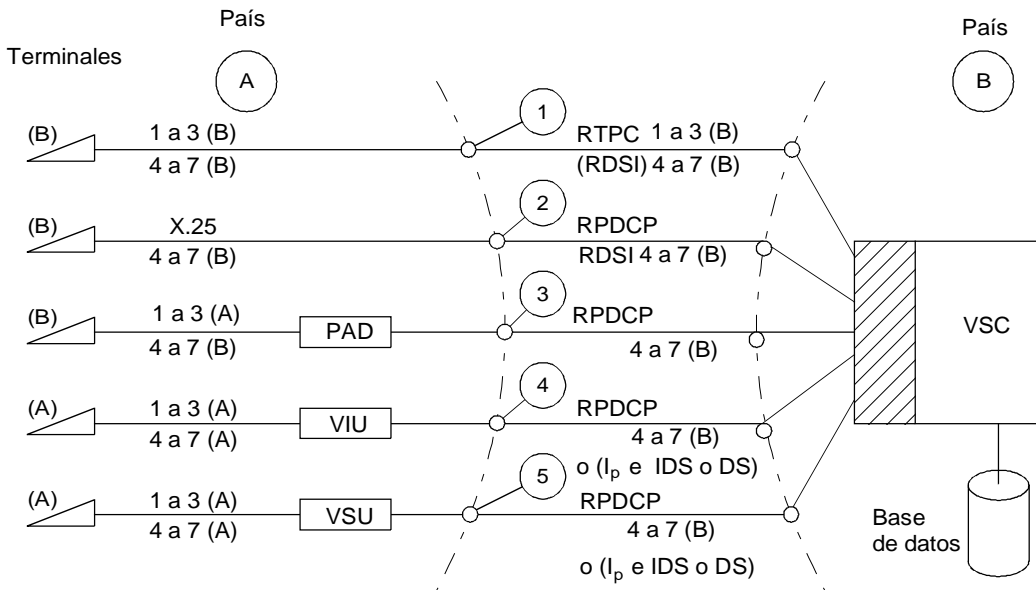 País
País
Terminales
A
B
1
(B)
1 a 3 (B)
4 a 7 (B)
RTPC 1 a 3 (B)
(RDSI) 4 a 7 (B)
2
(B)
X.25
4 a 7 (B)
RPDCP
RDSI 4 a 7 (B)
3
(B)
1 a 3 (A)
4 a 7 (B)
PAD
RPDCP
4 a 7 (B)
VSC
4
(A)
1 a 3 (A)
4 a 7 (A)
VIU
RPDCP
4 a 7 (B)
o (Ip e IDS o DS)
5
(A)
1 a 3 (A)
4 a 7 (A)
VSU
RPDCP
4 a 7 (B)
o (Ip e IDS o DS)
Base
de datos